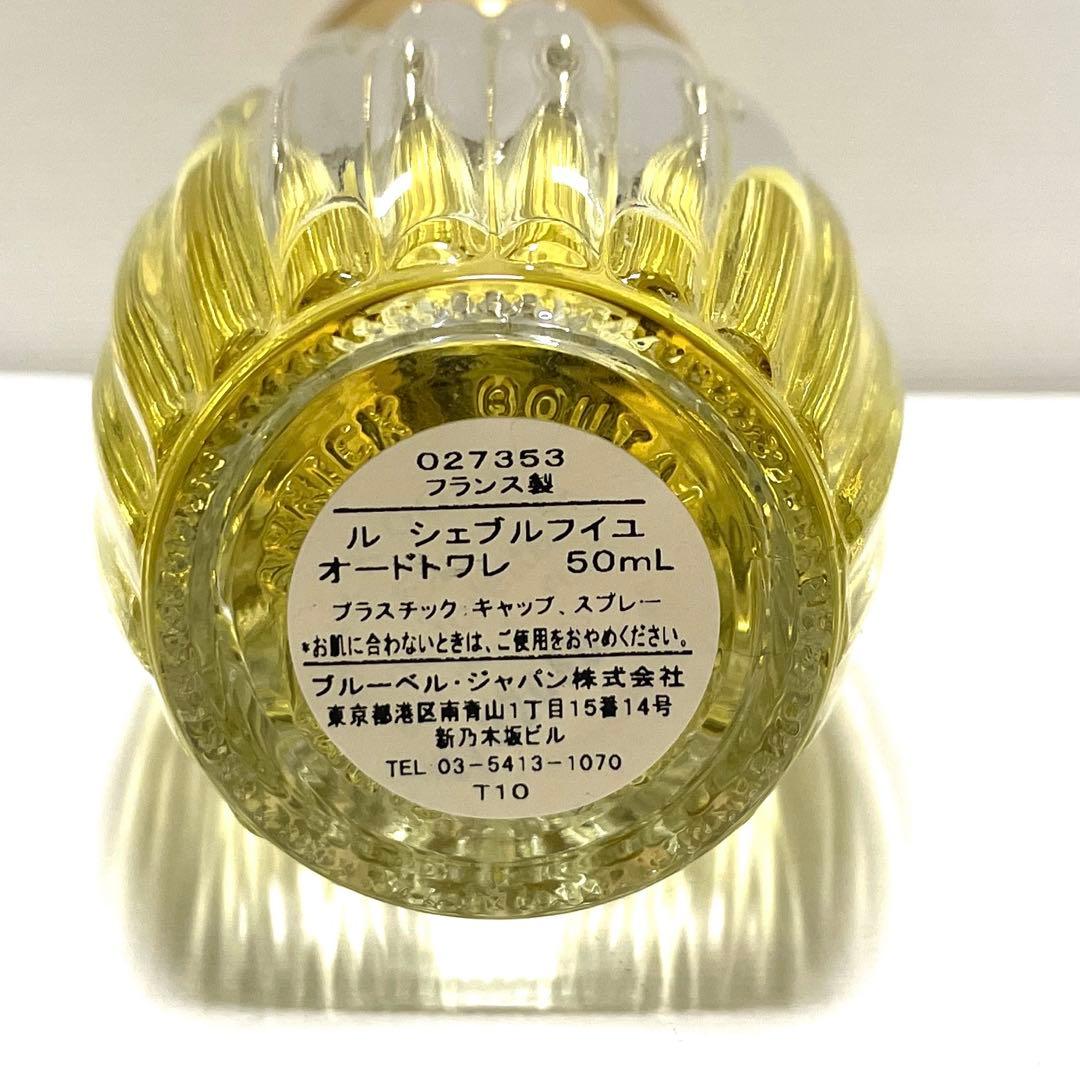 027353
フランス製
ル シェブルフイユ
オードトワレ 50mL
プラスチック:キャップ、スプレー
*お肌に合わないときは、ご使用をおやめください。
ブルーベル・ジャパン株式会社
東京都港区南青山1丁目15番14号
新乃木坂ビル
TEL 03-5413-1070
T10